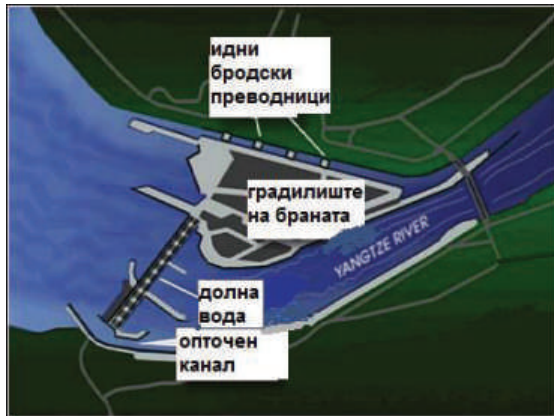 идни
бродски
преводници
градилиште
на браната
YANGTZE RIVER
долна
вода
опточен
канал